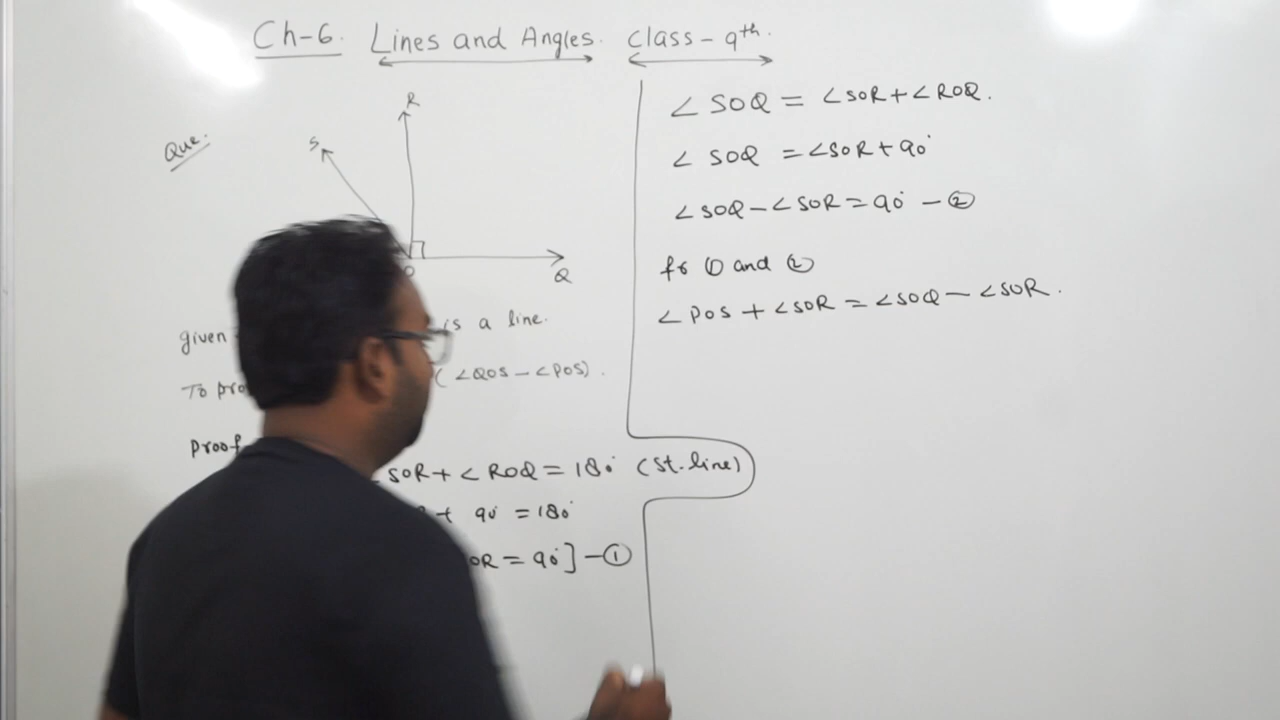 Ch-6. Lines and Angles. Class - 9th.
Que.
R
S
O
Q
given is a line.
To (∠QOS - ∠POS).
Proof
SOR + ∠ROQ = 180° (St. line)
+ 90° = 180°
OR = 90°] - ①
∠SOQ = ∠SOR + ∠ROQ.
∠SOQ = ∠SOR + 90°
∠SOQ - ∠SOR = 90° - ②
fr ① and ②
∠POS + ∠SOR = ∠SOQ - ∠SOR.